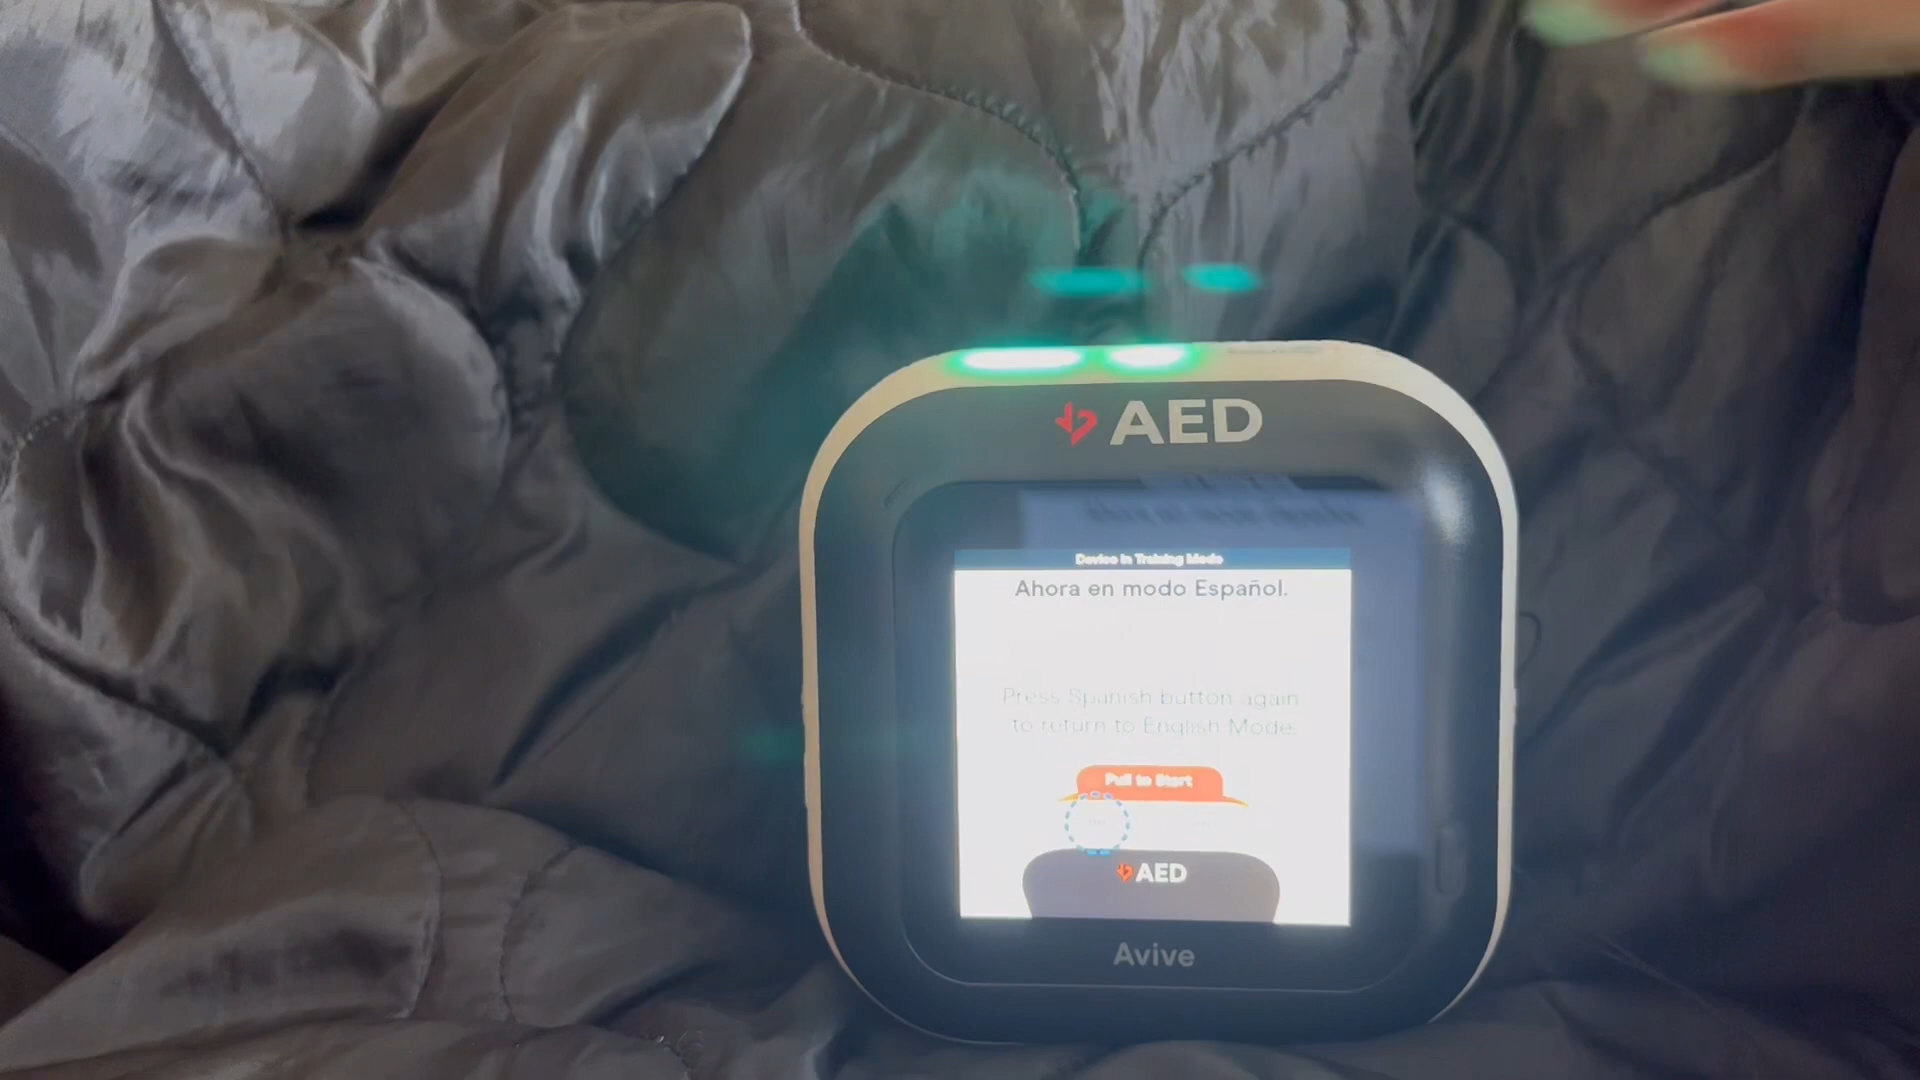 AED
Device in Training Mode
Ahora en modo Español.
Press Spanish button again
to return to English Mode.
Pull to Start
AED
Avive